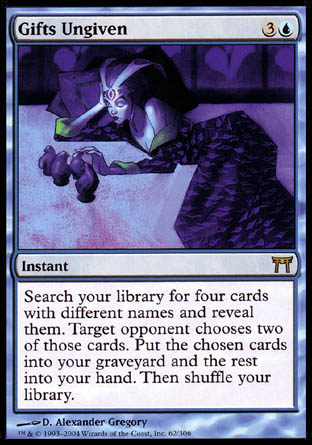 Gifts Ungiven 3
Instant
Search your library for four cards
with different names and reveal
them. Target opponent chooses two
of those cards. Put the chosen cards
into your graveyard and the rest
into your hand. Then shuffle your
library.
D. Alexander Gregory
™ & © 1993–2004 Wizards of the Coast, Inc. 62/306